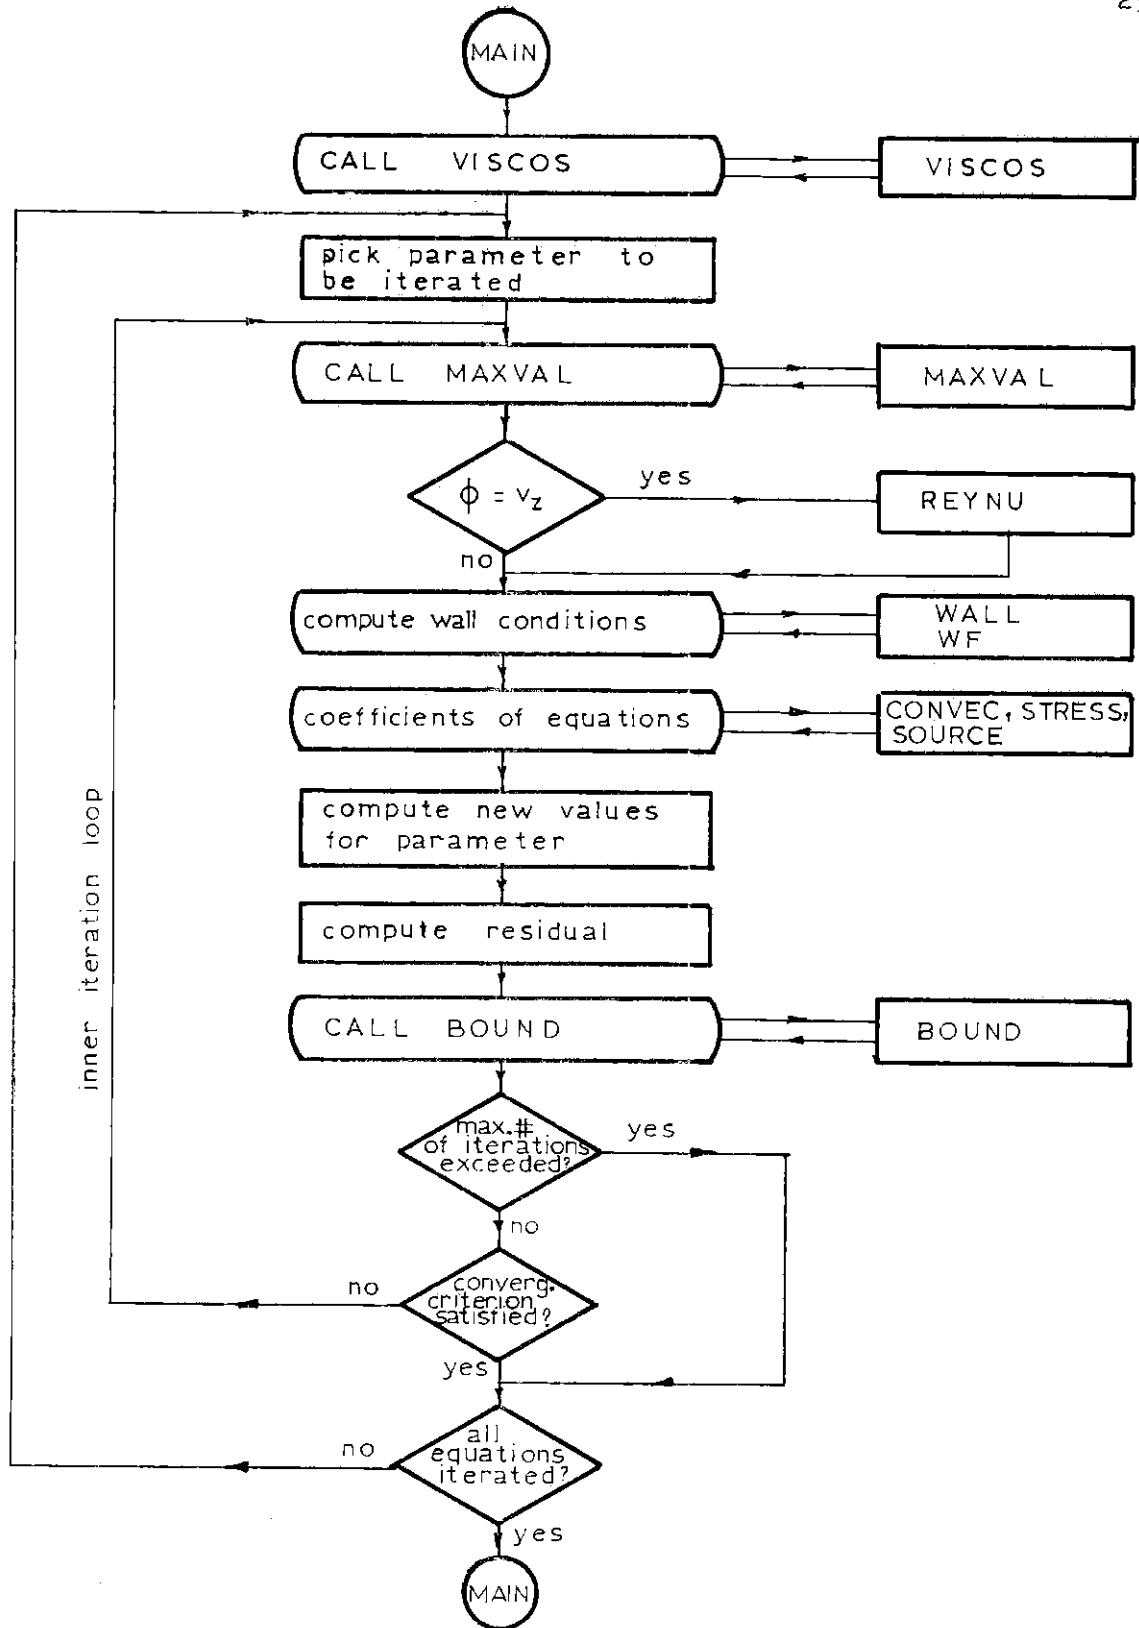 MAIN
CALL VISCOS
VISCOS
pick parameter to
be iterated
CALL MAXVAL
MAXVAL
ϕ = vz
yes
REYNU
no
compute wall conditions
WALL
WF
coefficients of equations
CONVEC, STRESS,
SOURCE
compute new values
for parameter
inner iteration loop
compute residual
CALL BOUND
BOUND
max.#
of iterations
exceeded?
yes
no
converg.
criterion
satisfied?
no
yes
all
equations
iterated?
no
yes
MAIN